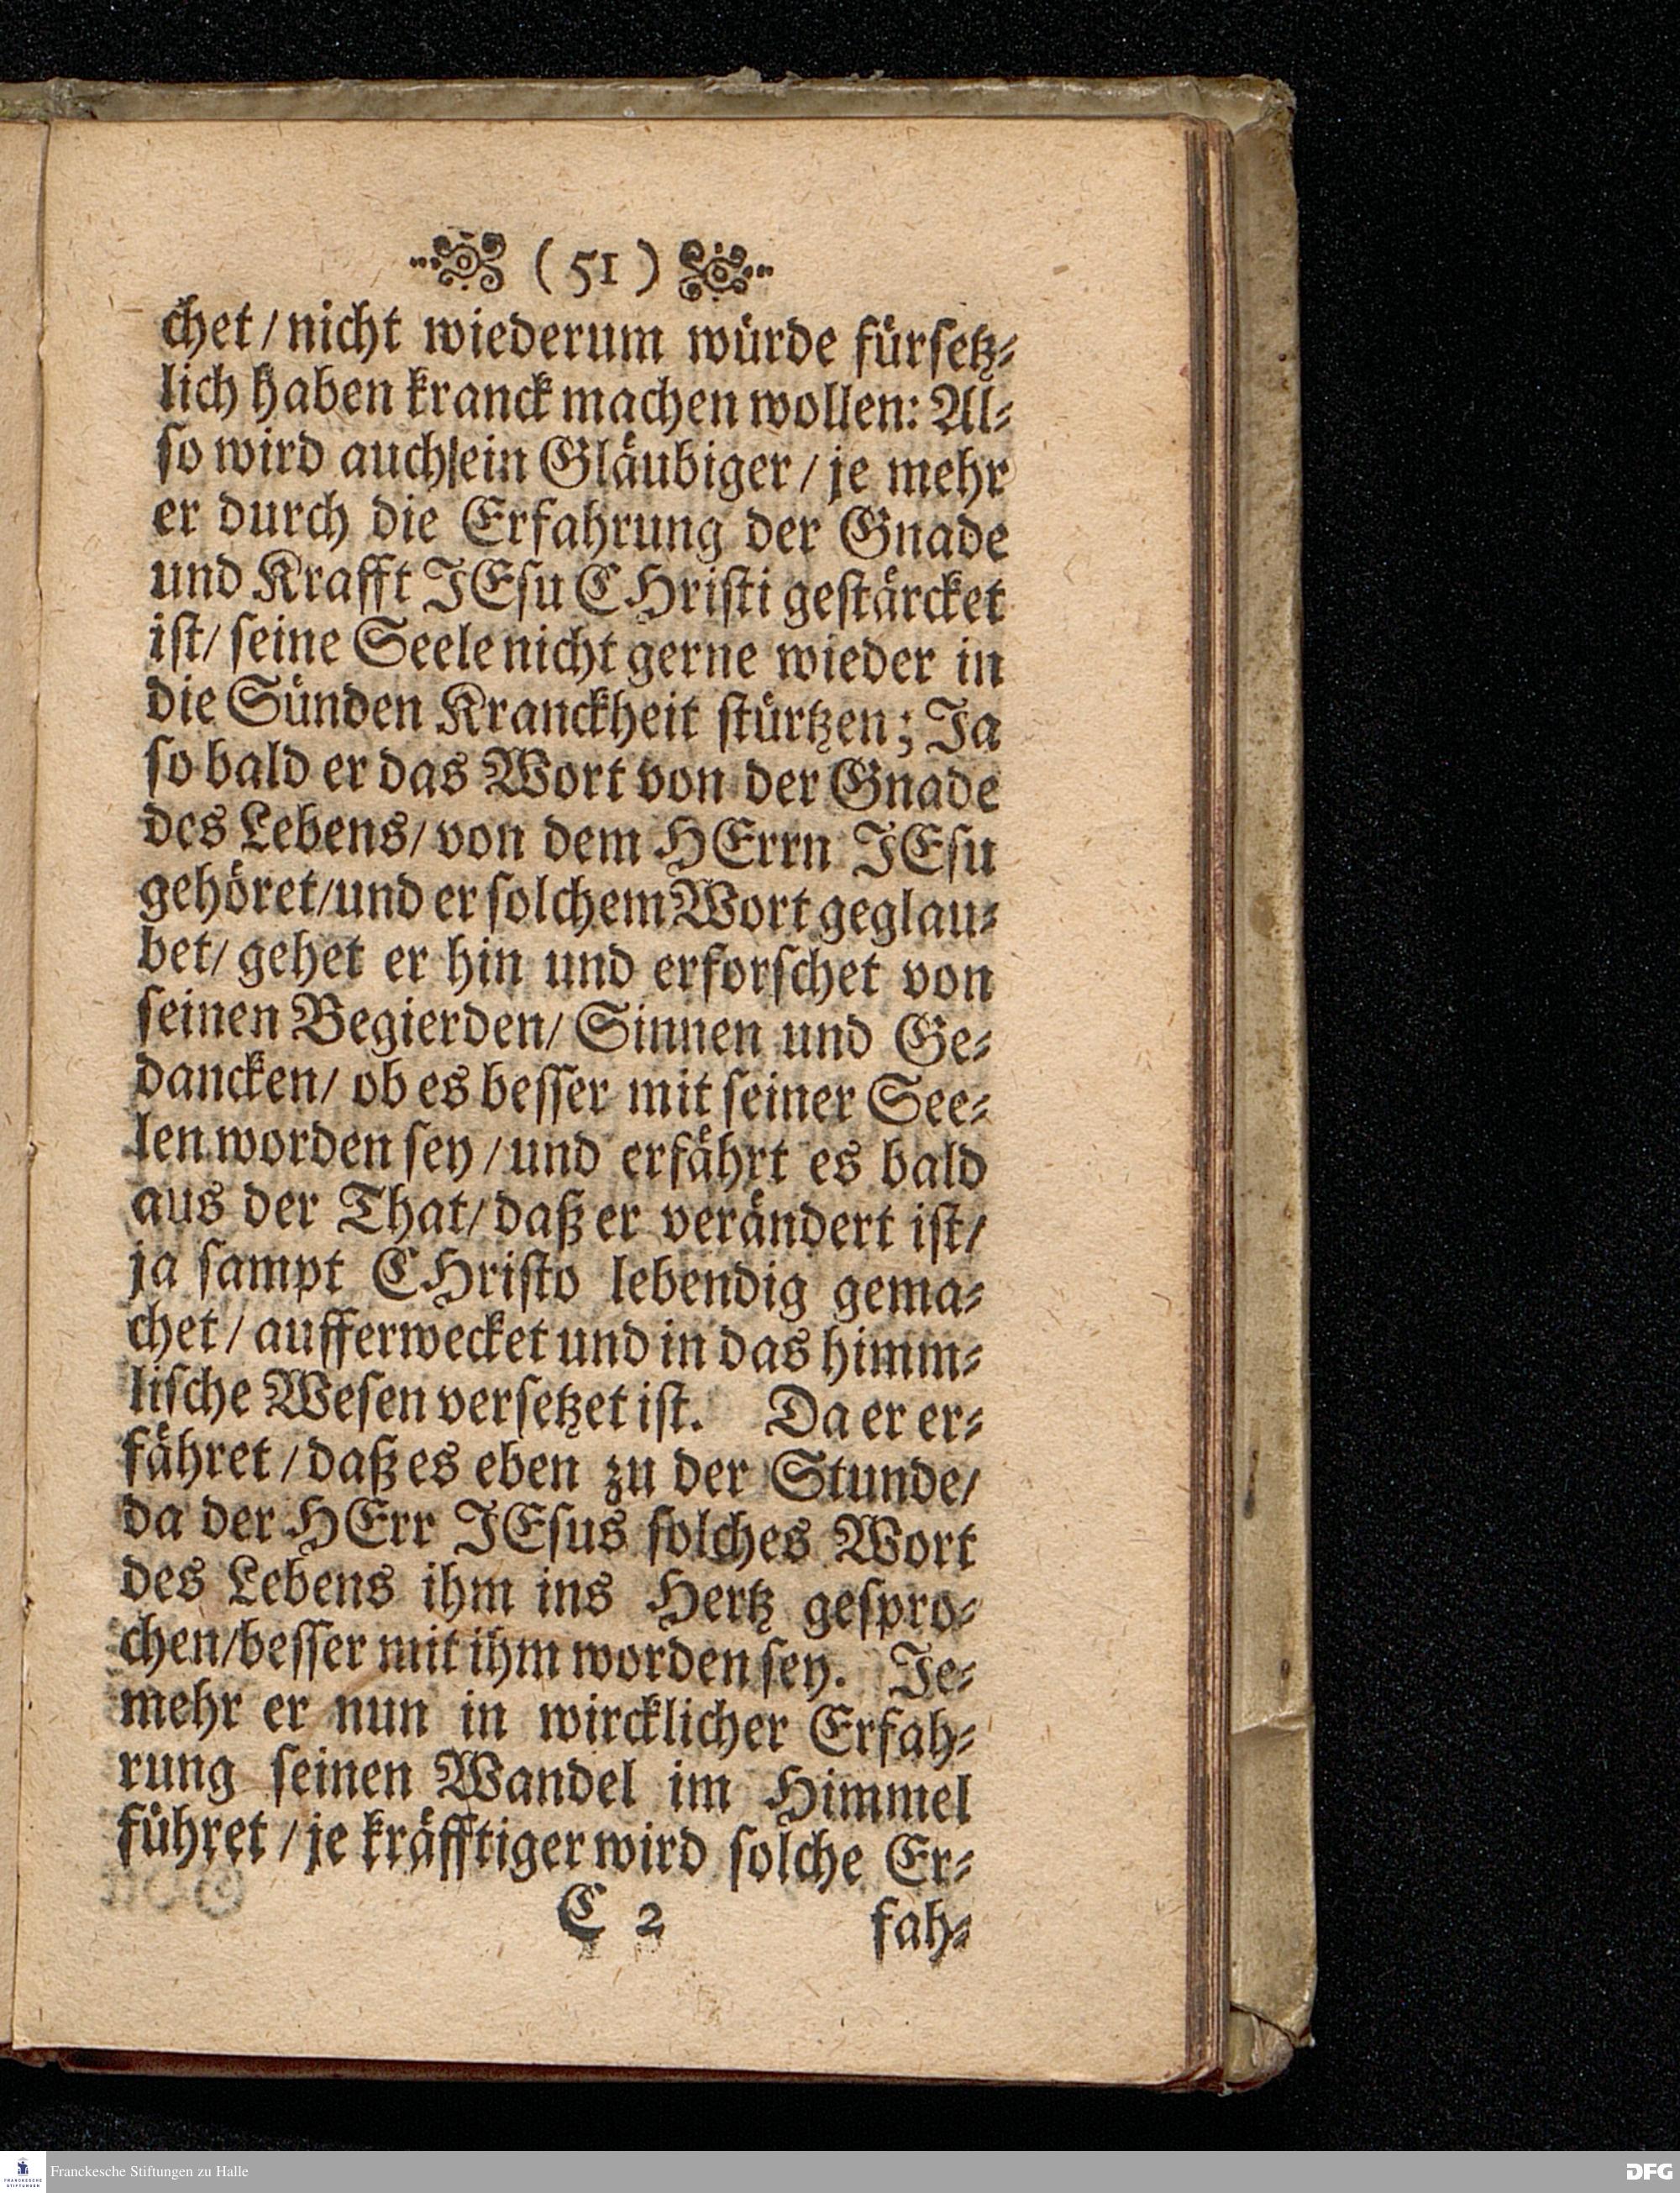 (51)
chet/nicht wiederum würde fürsetz-
lich haben kranck machen wollen: Al-
so wird auch ein Gläubiger/je mehr
er durch die Erfahrung der Gnade
und Krafft JEsu CHristi gestärcket
ist/seine Seele nicht gerne wieder in
die Sünden Kranckheit stürtzen; Ja
so bald er das Wort von der Gnade
des Lebens/von dem HErrn JEsu
gehöret/und er solchem Wort geglau-
bet/gehet er hin und erforschet von
seinen Begierden/Sinnen und Ge-
dancken/ob es besser mit seiner See-
len worden sey/und erfährt es bald
aus der That/daß er verändert ist/
ja sampt CHristo lebendig gema-
chet/aufferwecket und in das himm-
lische Wesen versetzet ist. Da er er-
fähret/daß es eben zu der Stunde/
da der HErr JEsus solches Wort
des Lebens ihm ins Hertz gespro-
chen/besser mit ihm worden sey. Je-
mehr er nun in wircklicher Erfah-
rung seinen Wandel im Himmel
führet/je kräfftiger wird solche Er-
C 2 fah-
Franckesche Stiftungen zu Halle
DFG